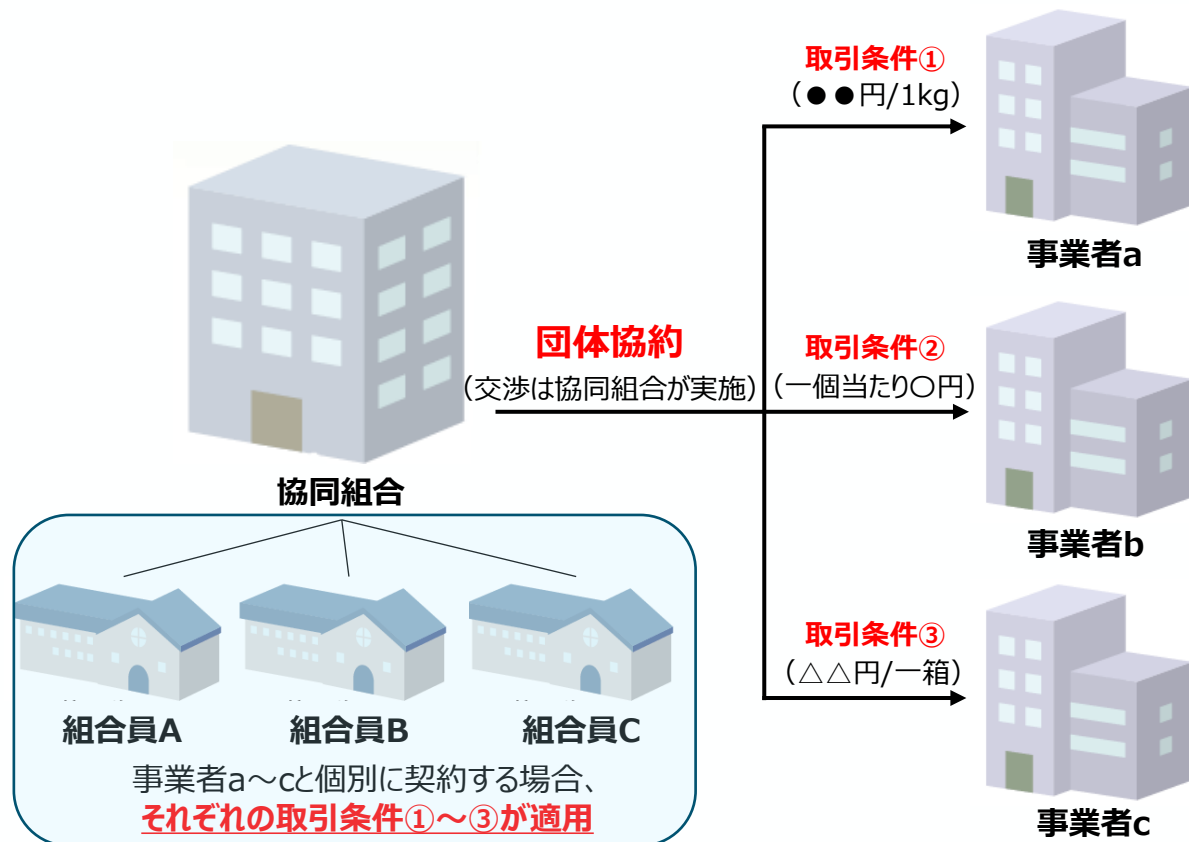 取引条件①
（●●円/1kg）
事業者a
団体協約
（交渉は協同組合が実施）
取引条件②
（一個当たり〇円）
事業者b
協同組合
取引条件③
（△△円/一箱）
事業者c
組合員A
組合員B
組合員C
事業者a～cと個別に契約する場合、
それぞれの取引条件①～③が適用